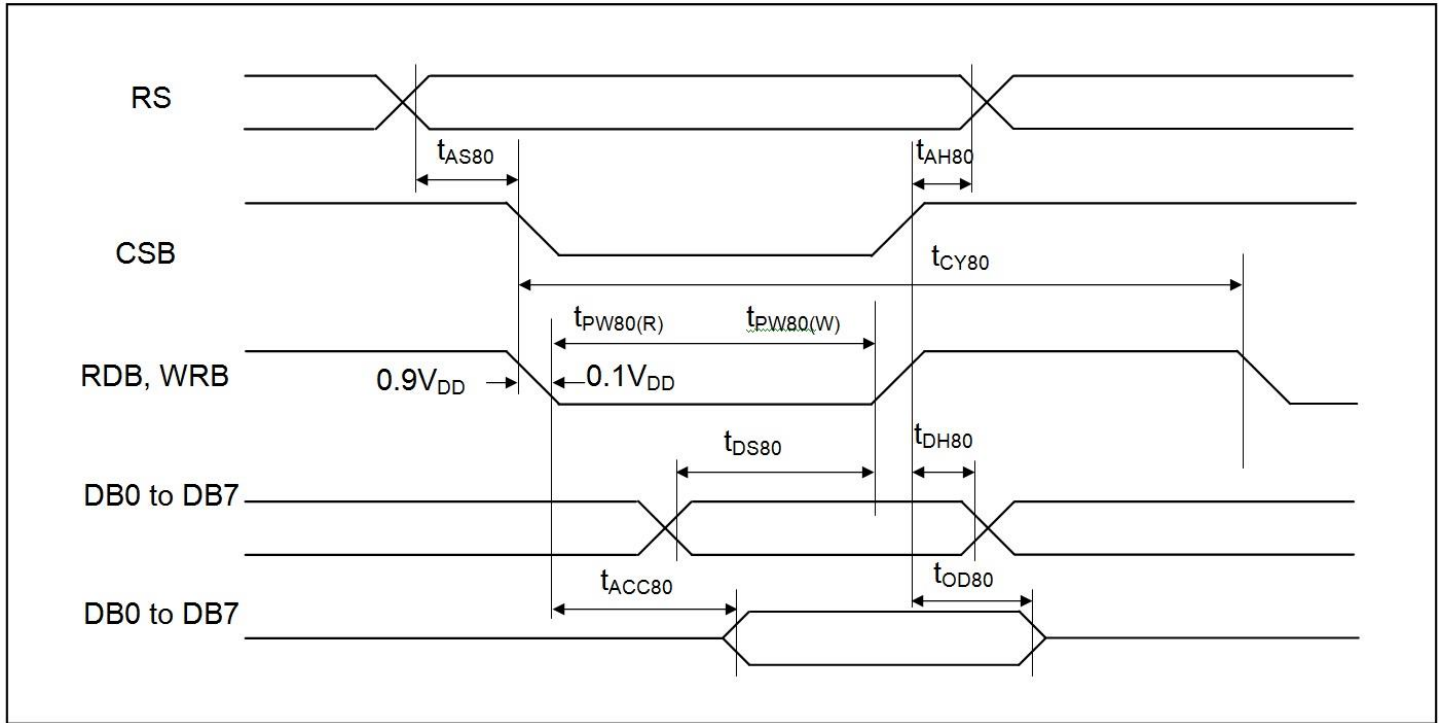 RS
tAS80
tAH80
CSB
tCY80
tPW80(R)
tPW80(W)
RDB, WRB
0.9VDD
0.1VDD
tDS80
tDH80
DB0 to DB7
tACC80
tOD80
DB0 to DB7